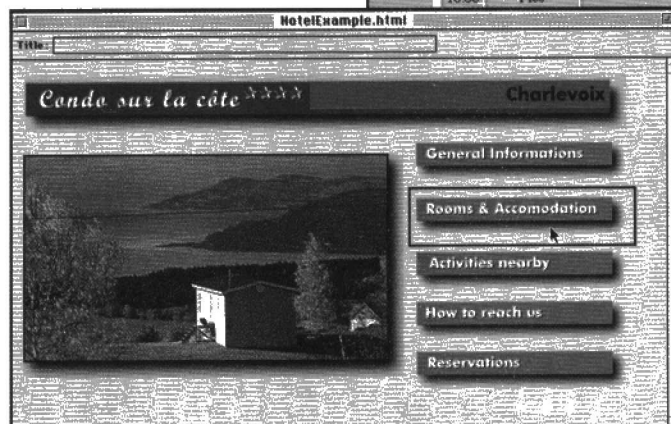 HotelExample.html
Title:
Condo sur la côte ☆☆☆☆
Charlevoix
General Informations
Rooms & Accomodation
Activities nearby
How to reach us
Reservations